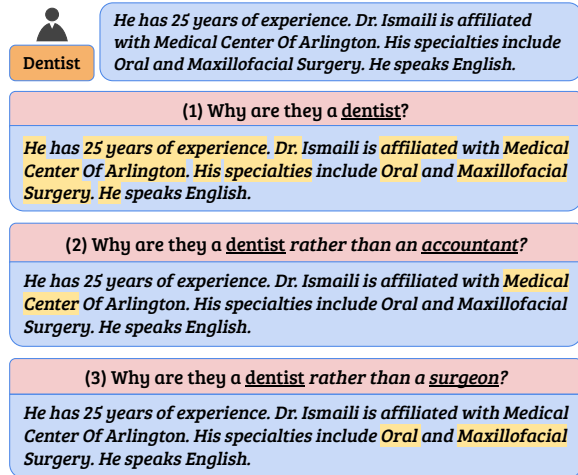 He has 25 years of experience. Dr. Ismaili is affiliated
with Medical Center Of Arlington. His specialties include
Oral and Maxillofacial Surgery. He speaks English.
Dentist
(1) Why are they a dentist?
He has 25 years of experience. Dr. Ismaili is affiliated with Medical
Center Of Arlington. His specialties include Oral and Maxillofacial
Surgery. He speaks English.
(2) Why are they a dentist rather than an accountant?
He has 25 years of experience. Dr. Ismaili is affiliated with Medical
Center Of Arlington. His specialties include Oral and Maxillofacial
Surgery. He speaks English.
(3) Why are they a dentist rather than a surgeon?
He has 25 years of experience. Dr. Ismaili is affiliated with Medical
Center Of Arlington. His specialties include Oral and Maxillofacial
Surgery. He speaks English.